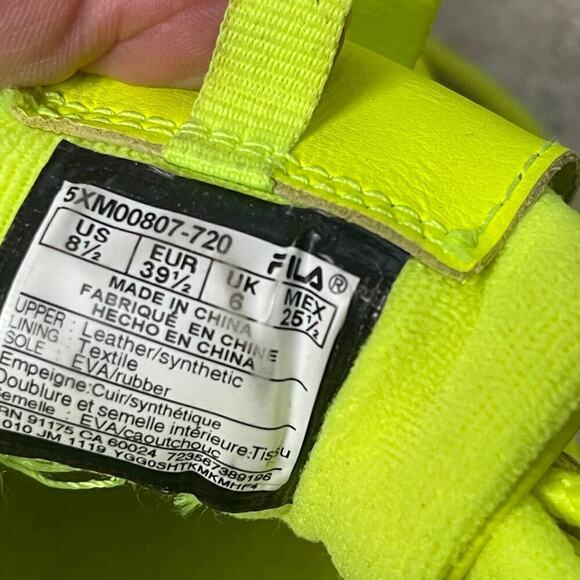 5XM00807-720
FILA®
US 8½ EUR 39½ UK 6 MEX 25½
MADE IN CHINA
FABRIQUÉ EN CHINE
HECHO EN CHINA
UPPER : Leather/synthetic
LINING : Textile
SOLE : EVA/rubber
Empeigne:Cuir/synthétique
Doublure et semelle intérieure:Tissu
Semelle : EVA/caoutchouc
RN 91175 CA 60024 723567389196
010 JM 1119 YGG0SHTKMKMHF4